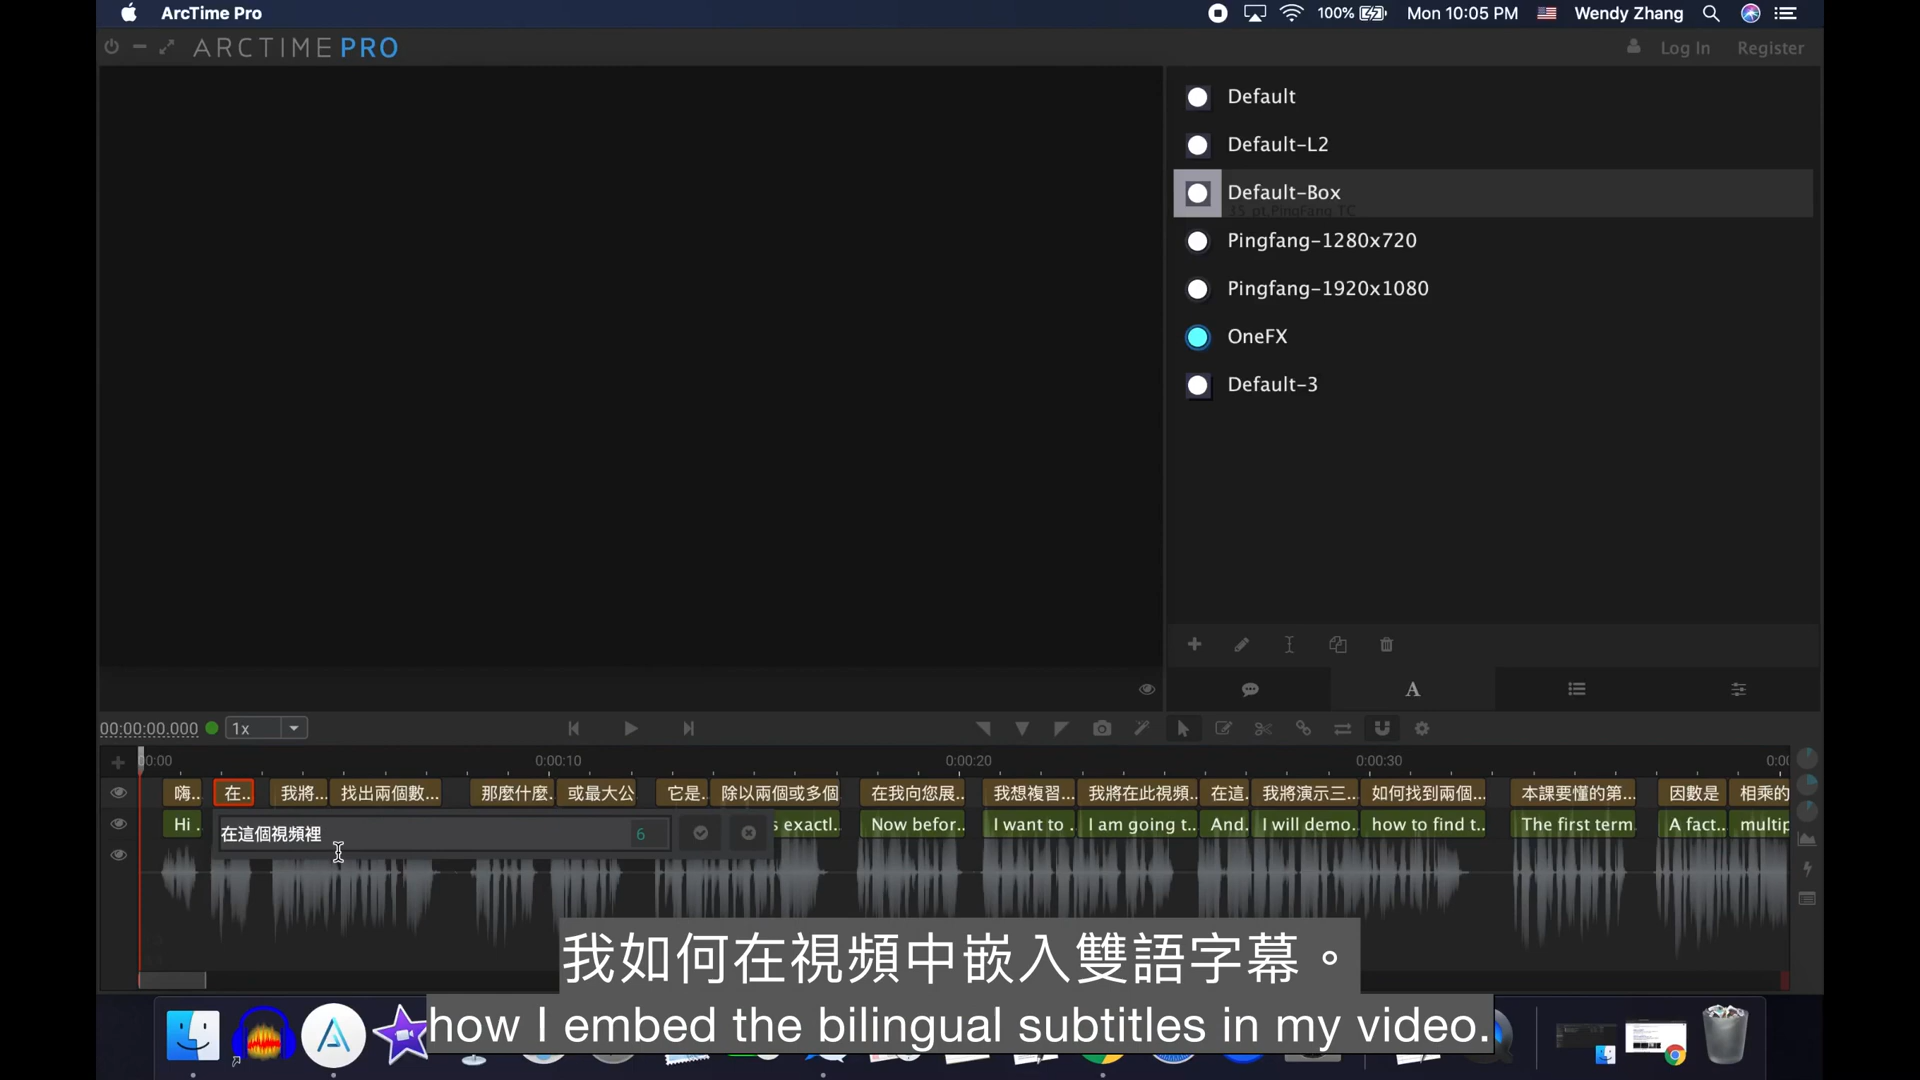 ArcTime Pro
100%
Mon 10:05 PM
Wendy Zhang
ARCTIMEPRO
Log In
Register
Default
Default-L2
Default-Box
35 pt PingFang TC
Pingfang-1280x720
Pingfang-1920x1080
OneFX
Default-3
A
00:00:00.000
1x
00:00
0:00:10
0:00:20
0:00:30
0:00
嗨..
在..
我將...
找出兩個數...
那麼什麼.
或最大公
它是.
除以兩個或多個
在我向您展..
我想複習...
我將在此視頻..
在這.
我將演示三..
如何找到兩個..
本課要懂的第...
因數是
相乘的
Hi .
在這個視頻裡
6
s exactl.
Now befor..
I want to .
I am going t...
And.
I will demo..
how to find t...
The first term
A fact...
multip
我如何在視頻中嵌入雙語字幕。
how I embed the bilingual subtitles in my video.